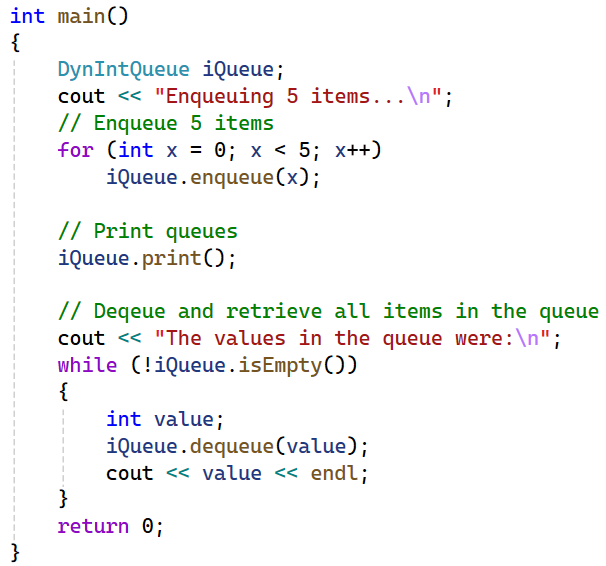 int main()
{
    DynIntQueue iQueue;
    cout << "Enqueuing 5 items...\n";
    // Enqueue 5 items
    for (int x = 0; x < 5; x++)
        iQueue.enqueue(x);

    // Print queues
    iQueue.print();

    // Deqeue and retrieve all items in the queue
    cout << "The values in the queue were:\n";
    while (!iQueue.isEmpty())
    {
        int value;
        iQueue.dequeue(value);
        cout << value << endl;
    }
    return 0;
}